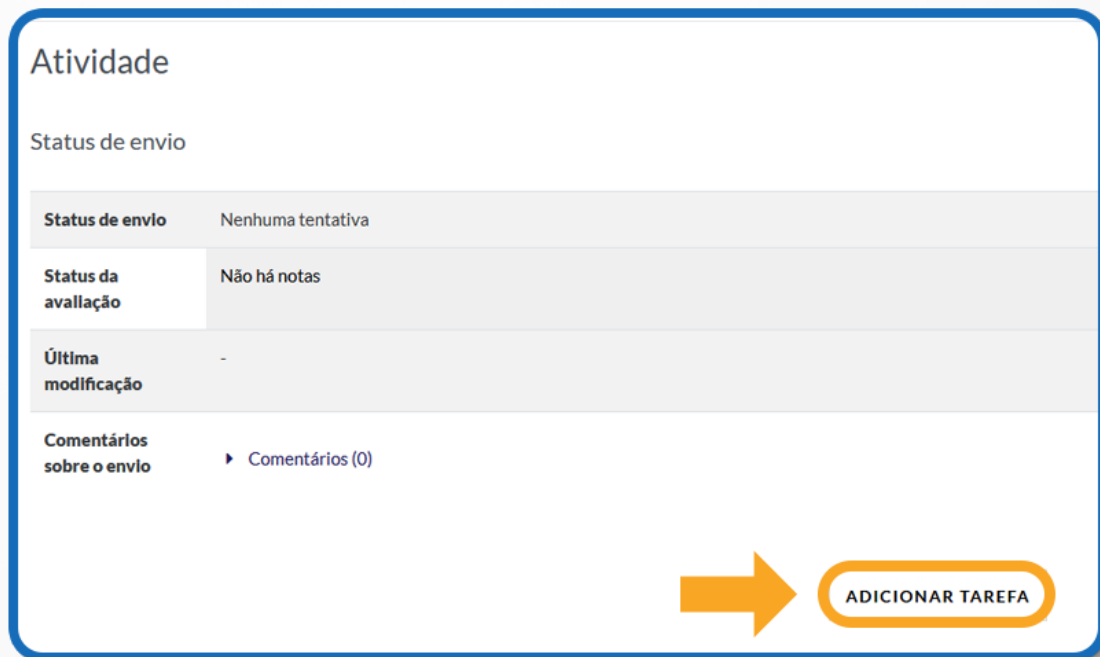 Atividade
Status de envio
Status de envio Nenhuma tentativa
Status da Não há notas
avaliação
Última -
modificação
Comentários
sobre o envio Comentários (0)
ADICIONAR TAREFA